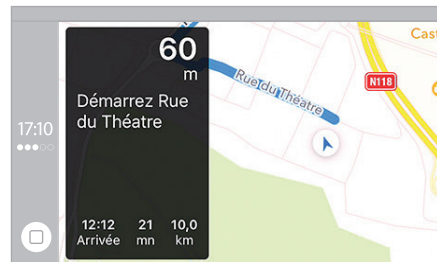 60
m
Démarrez Rue
du Théatre
12:12 21 10,0
Arrivée mn km
17:10
Rue du Théatre
N118
Cast